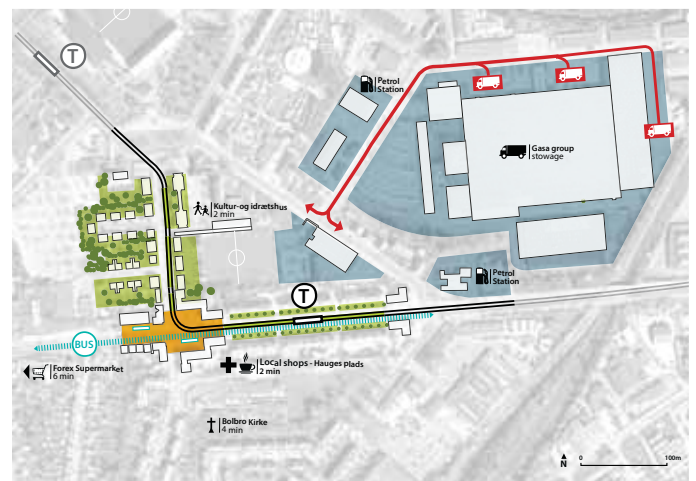 T
Petrol
Station
Gasa group
stowage
Kultur-og idrætshus
2 min
Petrol
Station
T
BUS
Forex Supermarket
6 min
Local shops - Hauges plads
2 min
Bolbro Kirke
4 min
N
0
100m